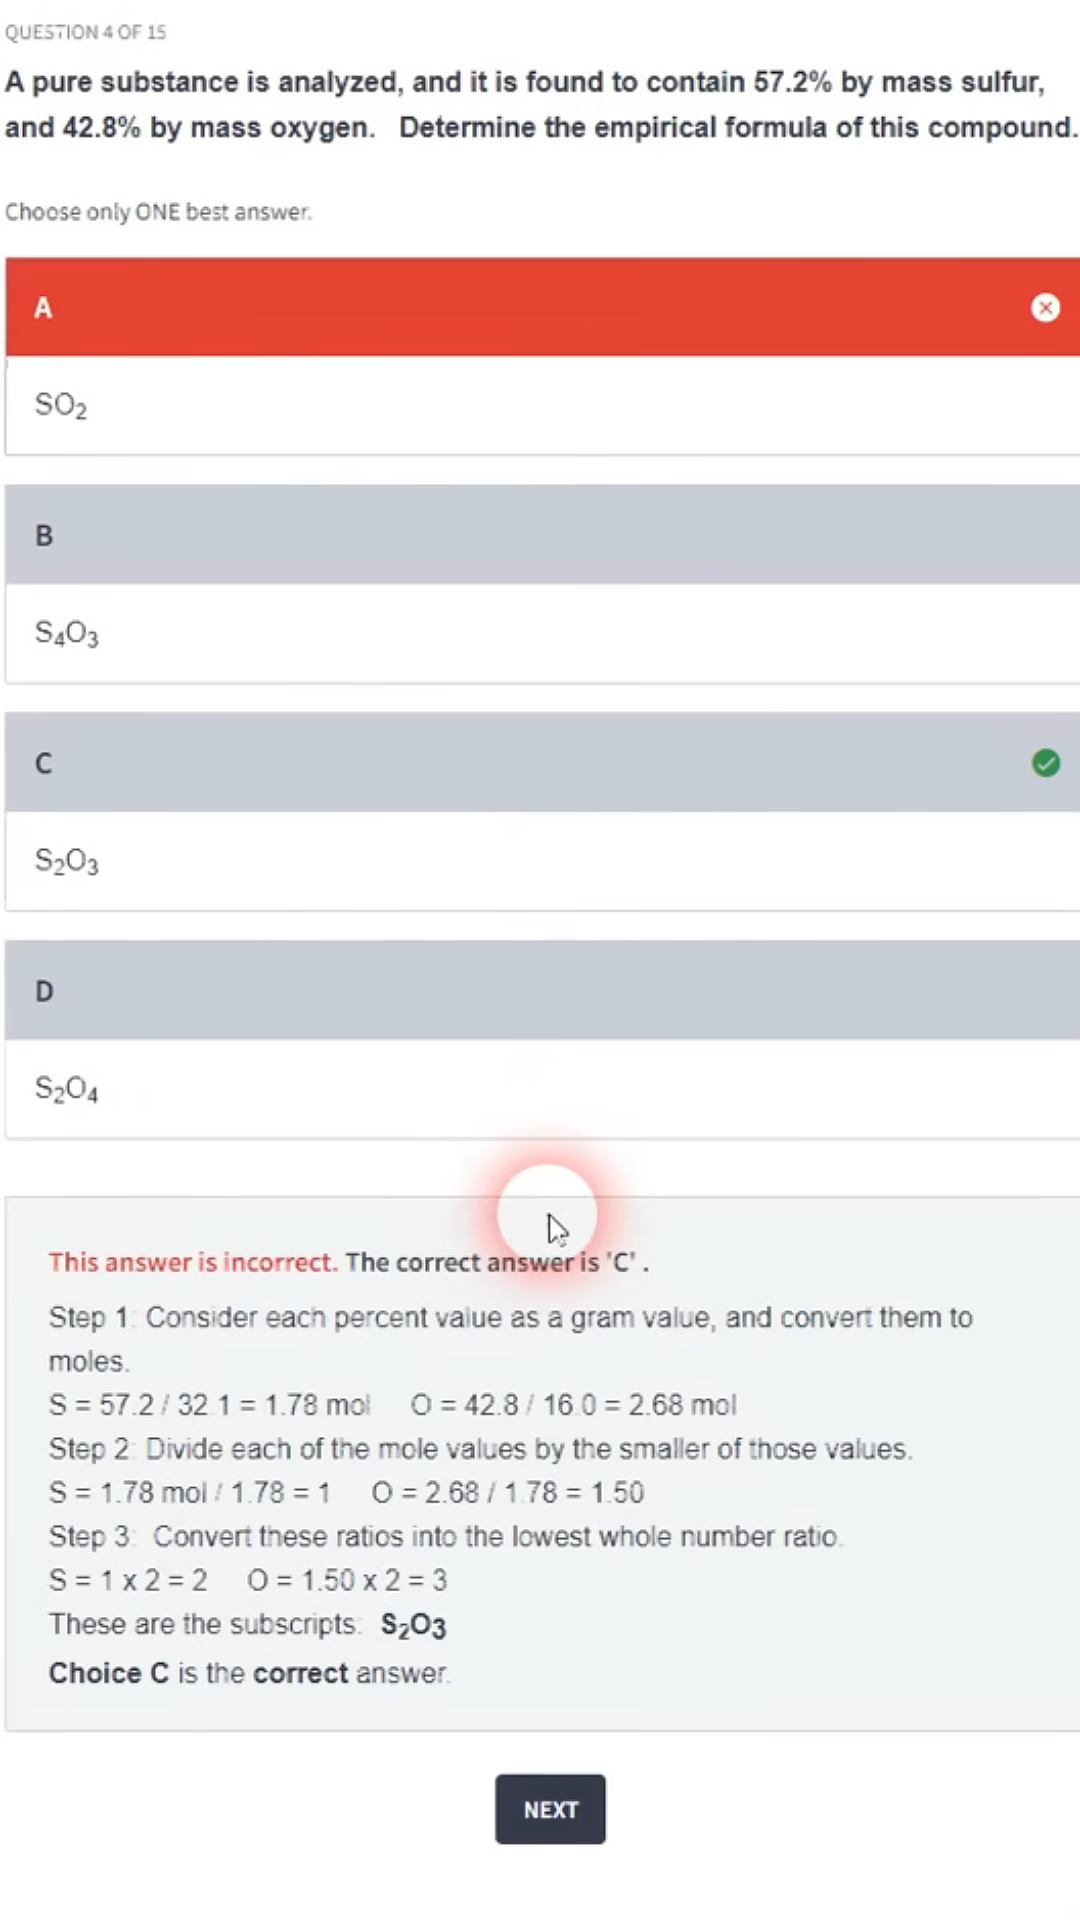 QUESTION 4 OF 15
A pure substance is analyzed, and it is found to contain 57.2% by mass sulfur,
and 42.8% by mass oxygen. Determine the empirical formula of this compound.
Choose only ONE best answer.
A
SO₂
B
S₄O₃
C
S₂O₃
D
S₂O₄
This answer is incorrect. The correct answer is 'C' .
Step 1: Consider each percent value as a gram value, and convert them to
moles.
S = 57.2 / 32.1 = 1.78 mol O = 42.8 / 16.0 = 2.68 mol
Step 2: Divide each of the mole values by the smaller of those values.
S = 1.78 mol / 1.78 = 1 O = 2.68 / 1.78 = 1.50
Step 3: Convert these ratios into the lowest whole number ratio.
S = 1 x 2 = 2 O = 1.50 x 2 = 3
These are the subscripts: S₂O₃
Choice C is the correct answer.
NEXT